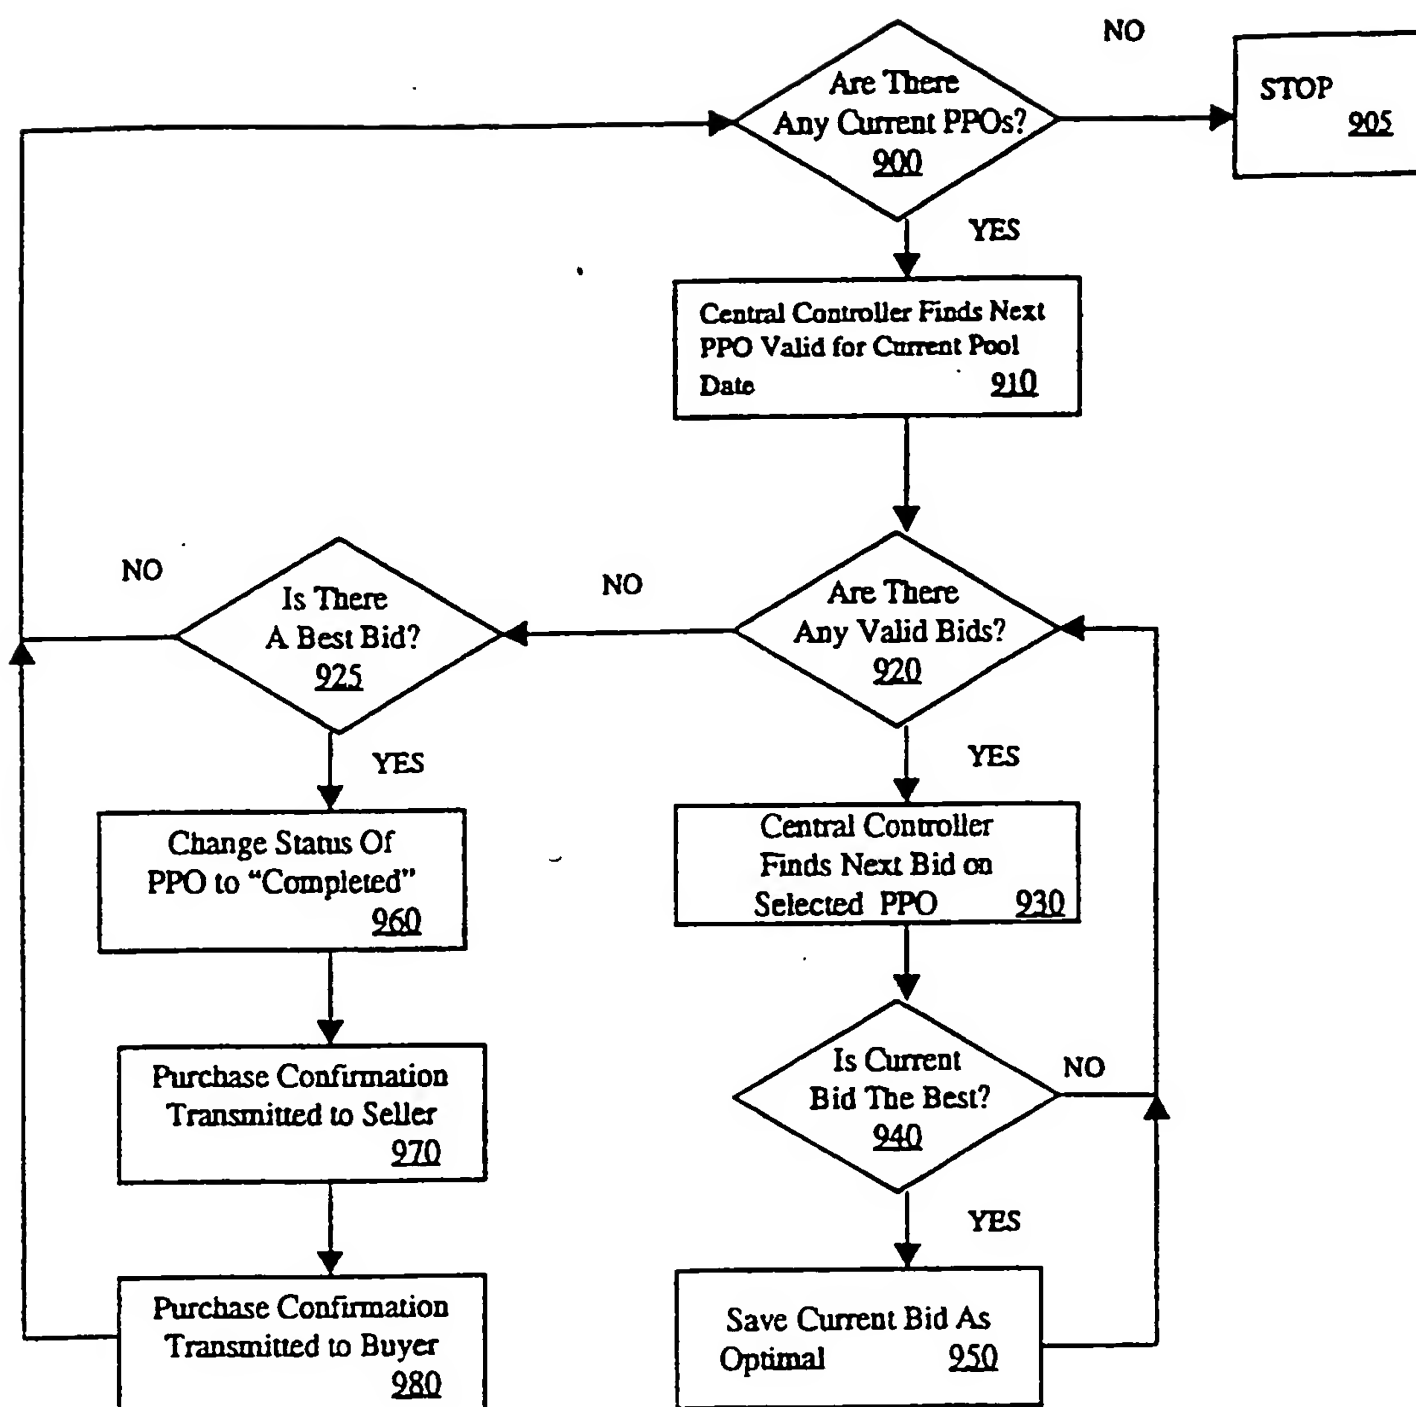 NO
Are There
Any Current PPOs?
900
STOP
905
YES
Central Controller Finds Next
PPO Valid for Current Pool
Date 910
NO
Is There
A Best Bid?
925
NO
Are There
Any Valid Bids?
920
YES
YES
Change Status Of
PPO to “Completed”
960
Central Controller
Finds Next Bid on
Selected PPO 930
Purchase Confirmation
Transmitted to Seller
970
Is Current
Bid The Best?
940
NO
YES
Purchase Confirmation
Transmitted to Buyer
980
Save Current Bid As
Optimal 950